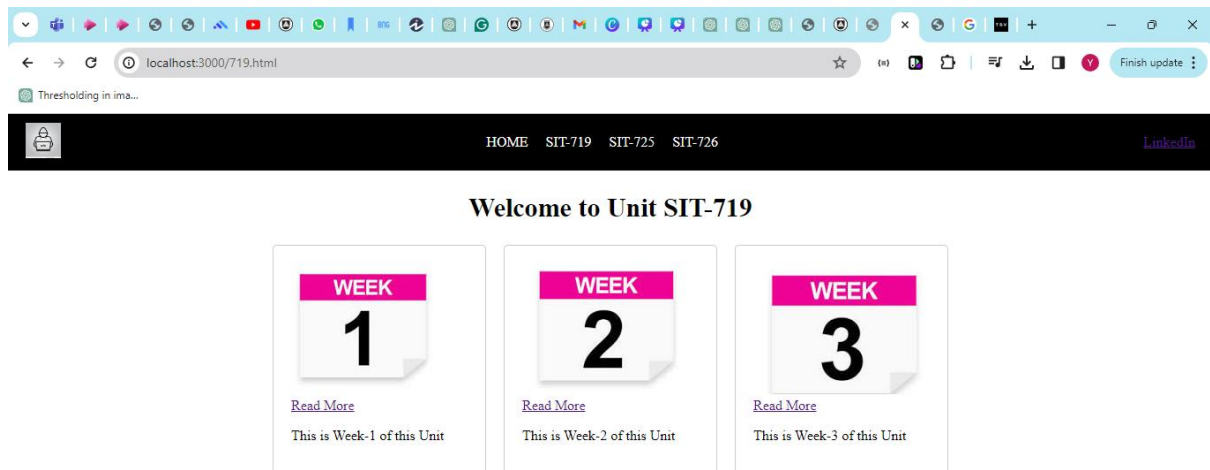 BNG
localhost:3000/719.html
Finish update
Thresholding in ima...
HOME SIT-719 SIT-725 SIT-726
LinkedIn
Welcome to Unit SIT-719
WEEK
1
Read More
This is Week-1 of this Unit
WEEK
2
Read More
This is Week-2 of this Unit
WEEK
3
Read More
This is Week-3 of this Unit